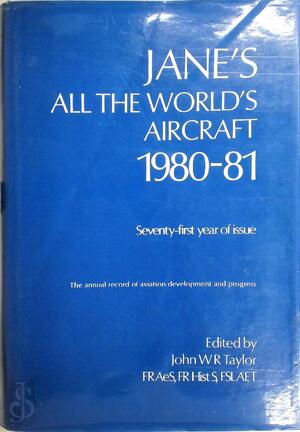 JANE'S
ALL THE WORLD'S
AIRCRAFT
1980-81
Seventy-first year of issue
The annual record of aviation development and progress
Edited by
John W R Taylor
FRAeS, FR Hist S, FSLAET